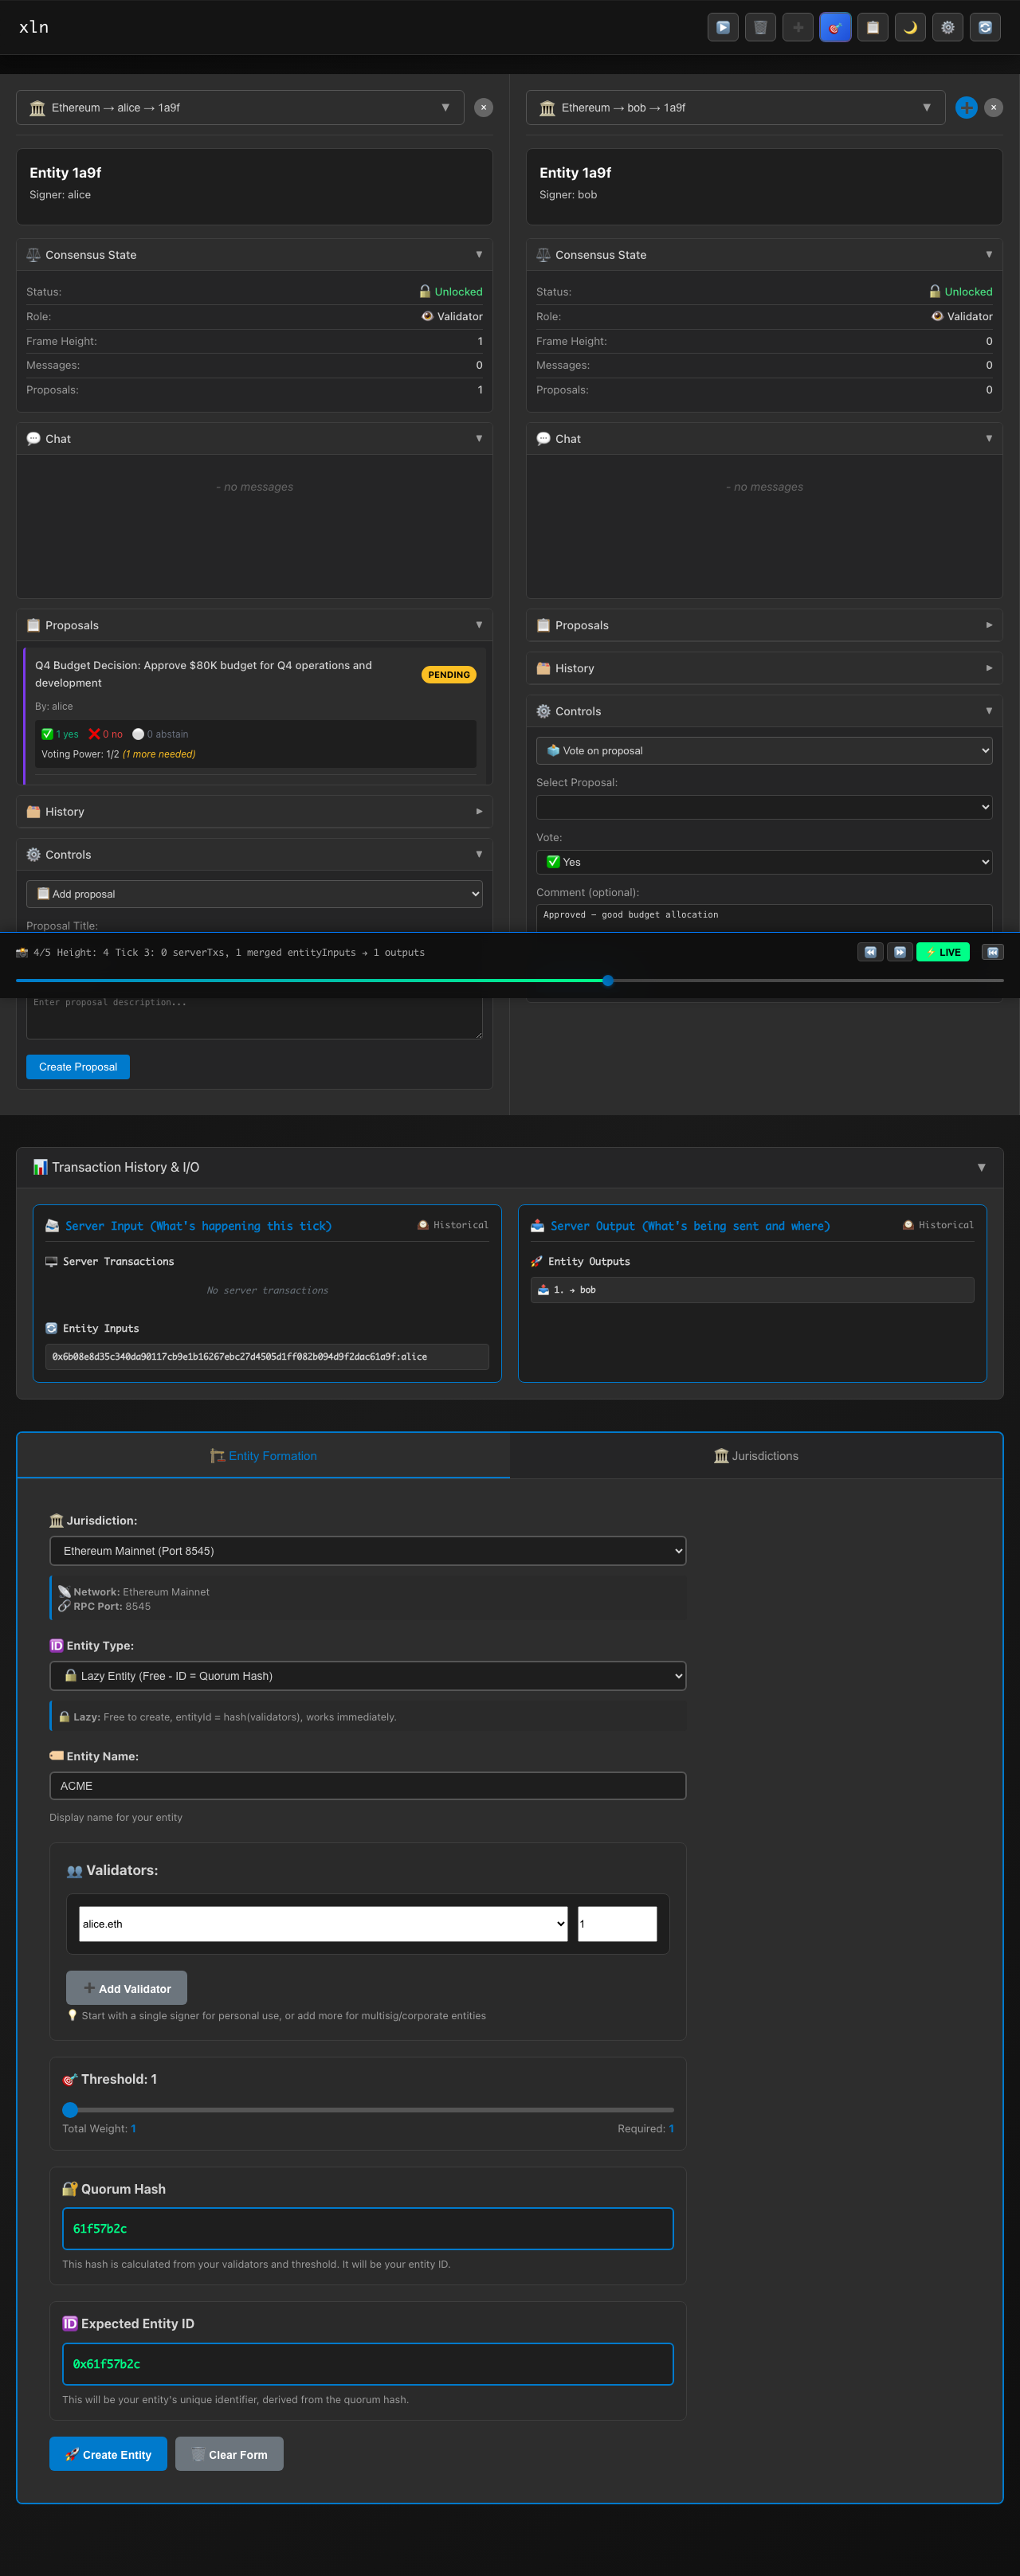 xln
Ethereum → alice → 1a9f
Entity 1a9f
Signer: alice
Consensus State
Status: Unlocked
Role: Validator
Frame Height: 1
Messages: 0
Proposals: 1
Chat
- no messages
Proposals
Q4 Budget Decision: Approve $80K budget for Q4 operations and
development
PENDING
By: alice
1 yes 0 no 0 abstain
Voting Power: 1/2 (1 more needed)
History
Controls
Add proposal
Proposal Title:
Ethereum → bob → 1a9f
Entity 1a9f
Signer: bob
Consensus State
Status: Unlocked
Role: Validator
Frame Height: 0
Messages: 0
Proposals: 0
Chat
- no messages
Proposals
History
Controls
Vote on proposal
Select Proposal:
Vote:
Yes
Comment (optional):
Approved - good budget allocation
4/5 Height: 4 Tick 3: 0 serverTxs, 1 merged entityInputs → 1 outputs
LIVE
Enter proposal description...
Create Proposal
Transaction History & I/O
Server Input (What's happening this tick)
Historical
Server Transactions
No server transactions
Entity Inputs
0x6b08e8d35c340da90117cb9e1b16267ebc27d4505d1ff082b094d9f2dac61a9f:alice
Server Output (What's being sent and where)
Historical
Entity Outputs
1. → bob
Entity Formation
Jurisdictions
Jurisdiction:
Ethereum Mainnet (Port 8545)
Network: Ethereum Mainnet
RPC Port: 8545
Entity Type:
Lazy Entity (Free - ID = Quorum Hash)
Lazy: Free to create, entityId = hash(validators), works immediately.
Entity Name:
ACME
Display name for your entity
Validators:
alice.eth
1
Add Validator
Start with a single signer for personal use, or add more for multisig/corporate entities
Threshold: 1
Total Weight: 1
Required: 1
Quorum Hash
61f57b2c
This hash is calculated from your validators and threshold. It will be your entity ID.
Expected Entity ID
0x61f57b2c
This will be your entity's unique identifier, derived from the quorum hash.
Create Entity
Clear Form